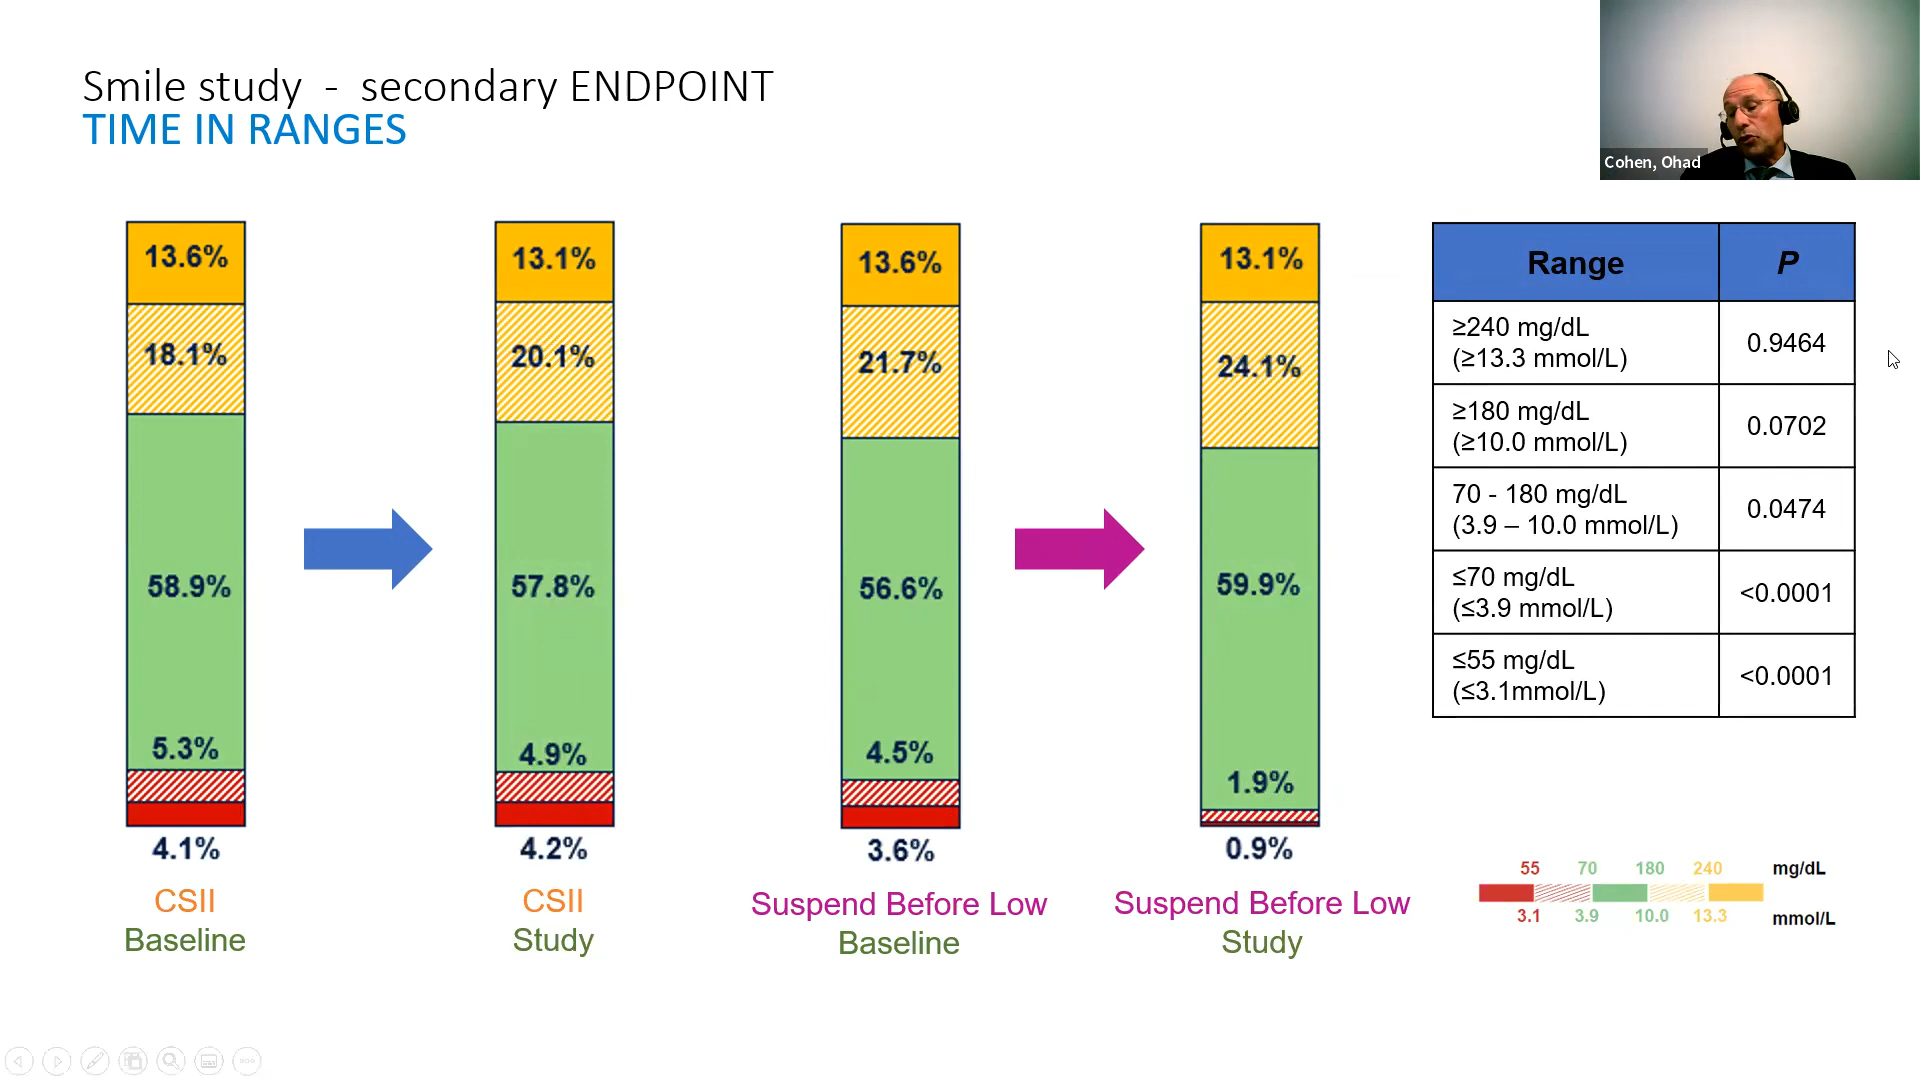 Smile study - secondary ENDPOINT
TIME IN RANGES
Cohen, Ohad
13.6%
18.1%
58.9%
5.3%
4.1%
CSII
Baseline
13.1%
20.1%
57.8%
4.9%
4.2%
CSII
Study
13.6%
21.7%
56.6%
4.5%
3.6%
Suspend Before Low
Baseline
13.1%
24.1%
59.9%
1.9%
0.9%
Suspend Before Low
Study
Range P
≥240 mg/dL
(≥13.3 mmol/L) 0.9464
≥180 mg/dL
(≥10.0 mmol/L) 0.0702
70 - 180 mg/dL
(3.9 – 10.0 mmol/L) 0.0474
≤70 mg/dL
(≤3.9 mmol/L) <0.0001
≤55 mg/dL
(≤3.1mmol/L) <0.0001
55 70 180 240 mg/dL
3.1 3.9 10.0 13.3 mmol/L